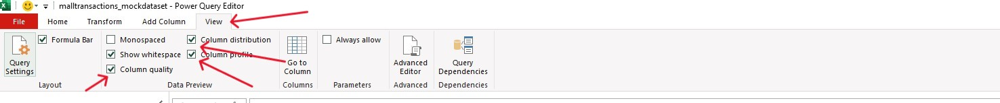 malltransactions_mockdataset - Power Query Editor
File Home Transform Add Column View
Query Settings
Formula Bar
Layout
Monospaced
Show whitespace
Column quality
Column distribution
Column profile
Data Preview
Go to Column
Columns
Always allow
Parameters
Advanced Editor
Advanced
Query Dependencies
Dependencies